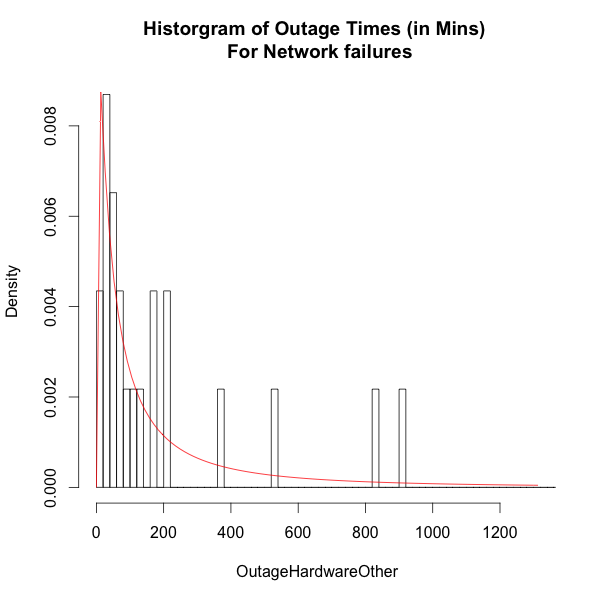 Historgram of Outage Times (in Mins)
For Network failures
Density
0.000
0.002
0.004
0.006
0.008
0 200 400 600 800 1000 1200
OutageHardwareOther